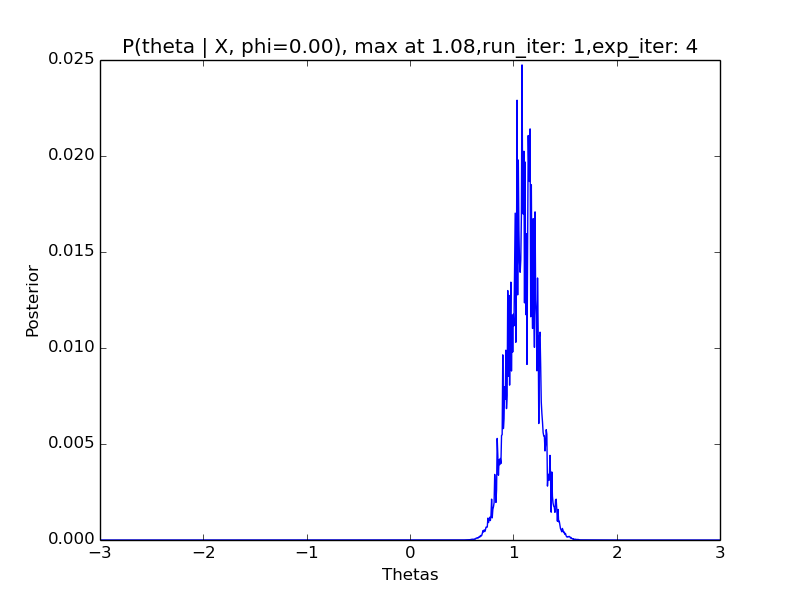 P(theta | X, phi=0.00), max at 1.08,run_iter: 1,exp_iter: 4
0.025
0.020
0.015
0.010
0.005
0.000
Posterior
−3 −2 −1 0 1 2 3
Thetas